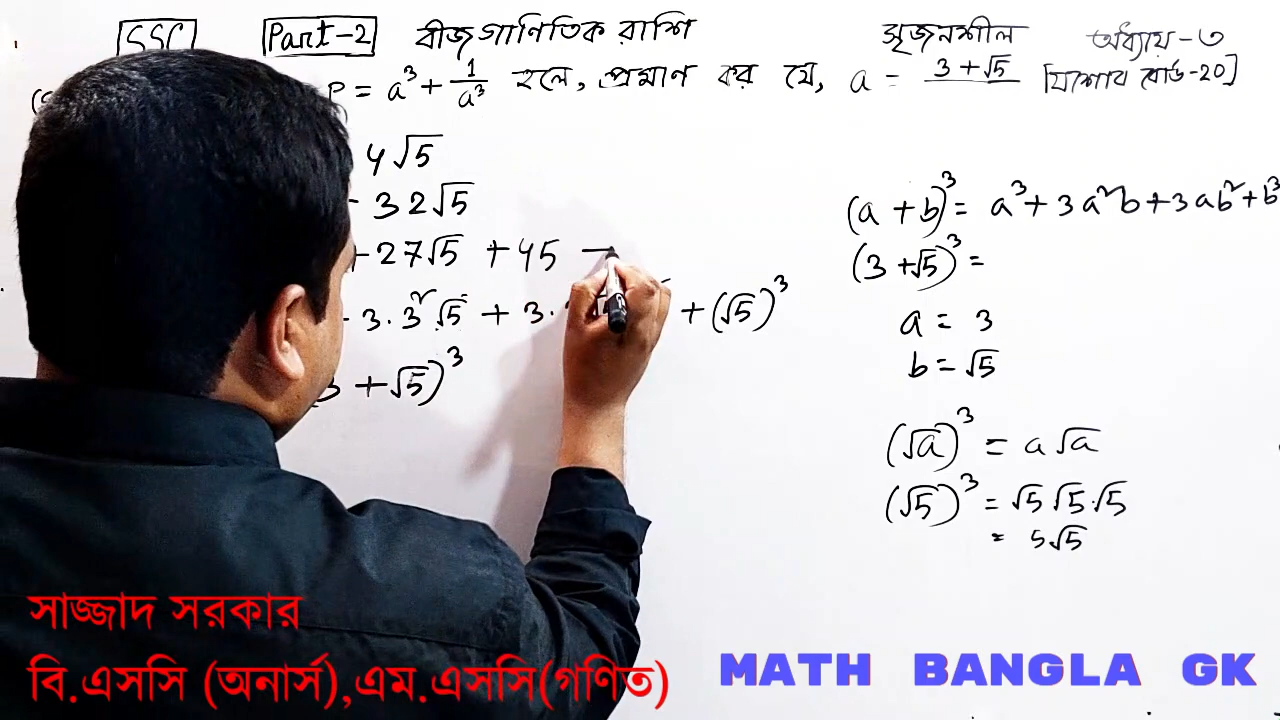 SSC Part-2 বীজগাণিতিক রাশি সৃজনশীল অধ্যায়-৩
P = a³ + 1/a³ হলে, প্রমাণ কর যে, a = 3 + √5 [যশোর বোর্ড-20]
4√5
32√5
+ 27√5 + 45
3. 3² √5 + 3. + (√5)³
+ √5)³
(a + b)³ = a³ + 3a²b + 3ab² + b³
(3 + √5)³ =
a = 3
b = √5
(√a)³ = a√a
(√5)³ = √5 √5.√5
= 5√5
সাজ্জাদ সরকার
বি.এসসি (অনার্স),এম.এসসি(গণিত)
MATH BANGLA GK